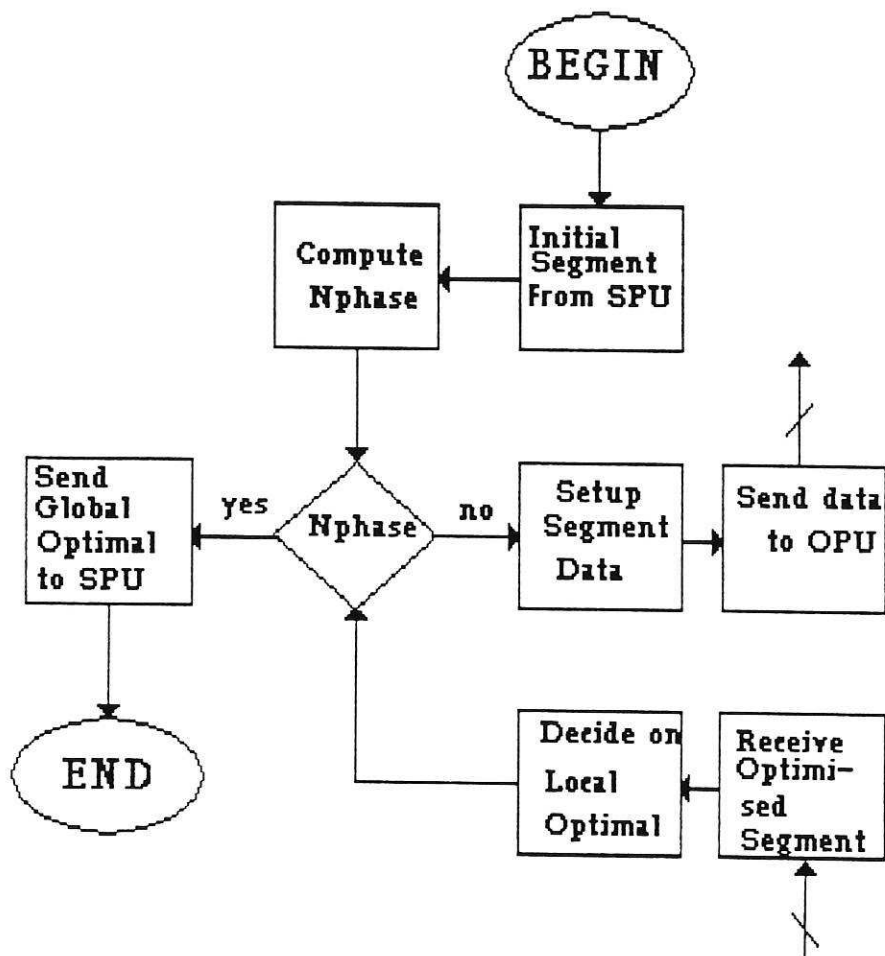 BEGIN
Initial
Segment
From SPU
Compute
Nphase
Send
Global
Optimal
to SPU
yes
Nphase
no
Setup
Segment
Data
Send data
to OPU
END
Decide on
Local
Optimal
Receive
Optimi-
sed
Segment